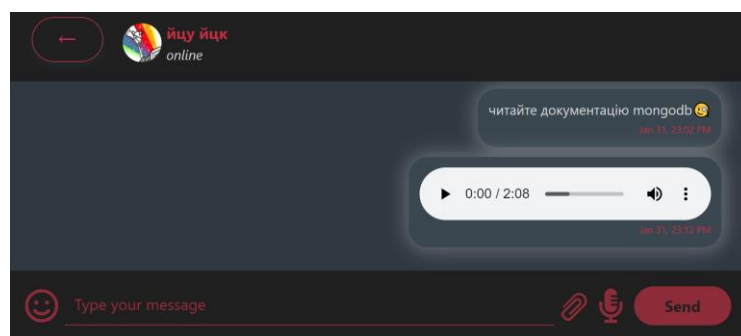 ←
йцу йцк
online
читайте документацію mongodb🧐
Jan 31, 23:02 PM
0:00 / 2:08
Jan 31, 23:12 PM
Type your message
Send